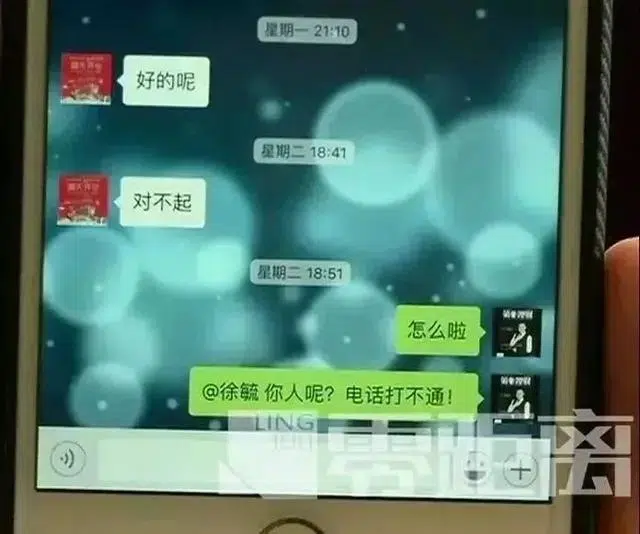 星期一 21:10
好的呢
星期二 18:41
对不起
星期二 18:51
怎么啦
@徐毓 你人呢？电话打不通！
LING
零距离